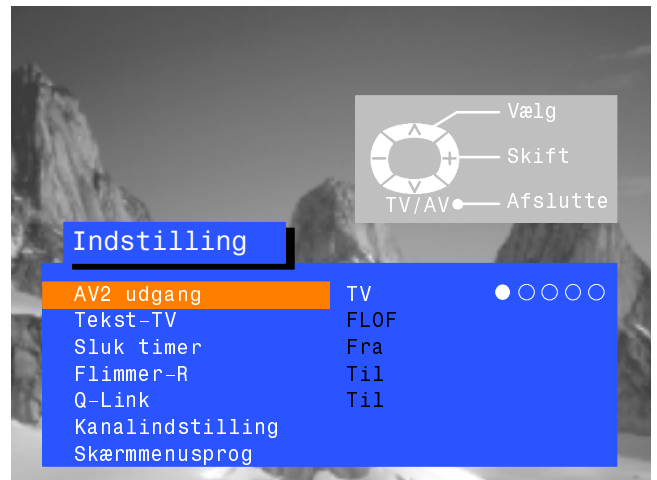 Vælg
Skift
TV/AV Afslutte
Indstilling
AV2 udgang TV
Tekst-TV FLOF
Sluk timer Fra
Flimmer-R Til
Q-Link Til
Kanalindstilling
Skærmmenusprog